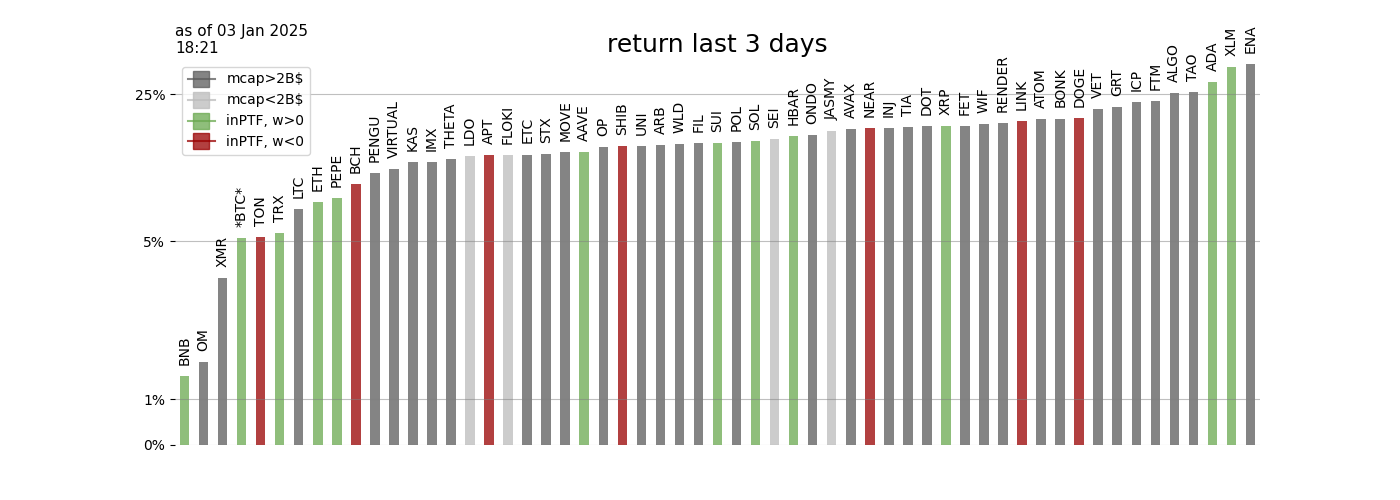 as of 03 Jan 2025
18:21
return last 3 days
mcap>2B$
mcap<2B$
inPTF, w>0
inPTF, w<0
25%
5%
1%
0%
BNB
OM
XMR
*BTC*
TON
TRX
LTC
ETH
PEPE
BCH
PENGU
VIRTUAL
KAS
IMX
THETA
LDO
APT
FLOKI
ETC
STX
MOVE
AAVE
OP
SHIB
UNI
ARB
WLD
FIL
SUI
POL
SOL
SEI
HBAR
ONDO
JASMY
AVAX
NEAR
INJ
TIA
DOT
XRP
FET
WIF
RENDER
LINK
ATOM
BONK
DOGE
VET
GRT
ICP
FTM
ALGO
TAO
ADA
XLM
ENA